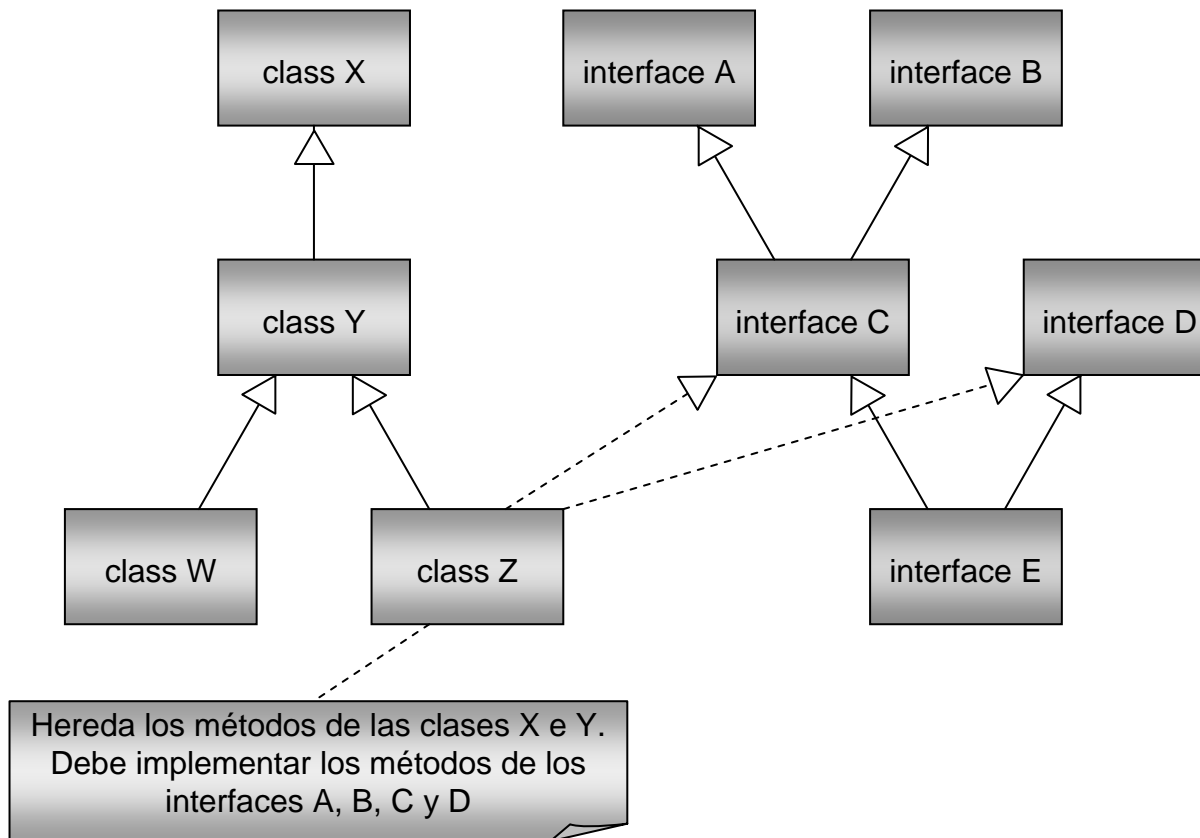 class X
interface A
interface B
class Y
interface C
interface D
class W
class Z
interface E
Hereda los métodos de las clases X e Y.
Debe implementar los métodos de los
interfaces A, B, C y D